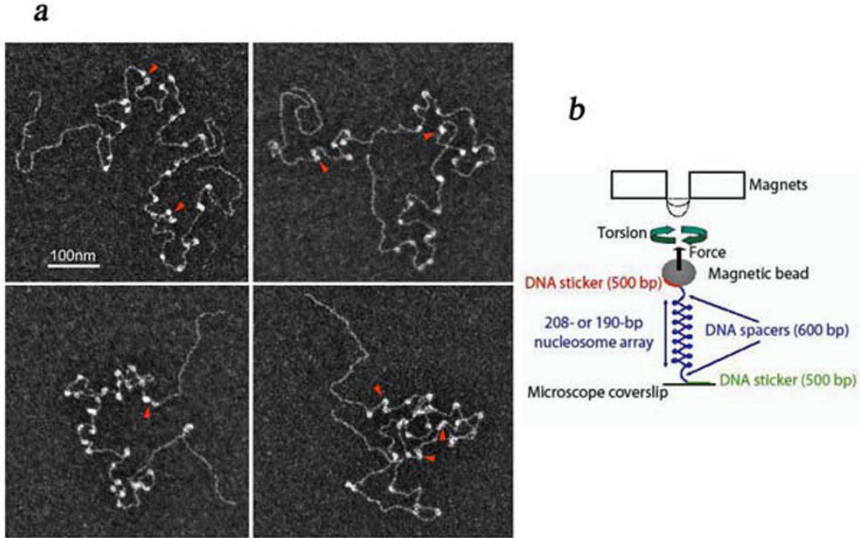 a
100nm
b
Magnets
Torsion
Force
Magnetic bead
DNA sticker (500 bp)
208- or 190-bp
nucleosome array
DNA spacers (600 bp)
DNA sticker (500 bp)
Microscope coverslip